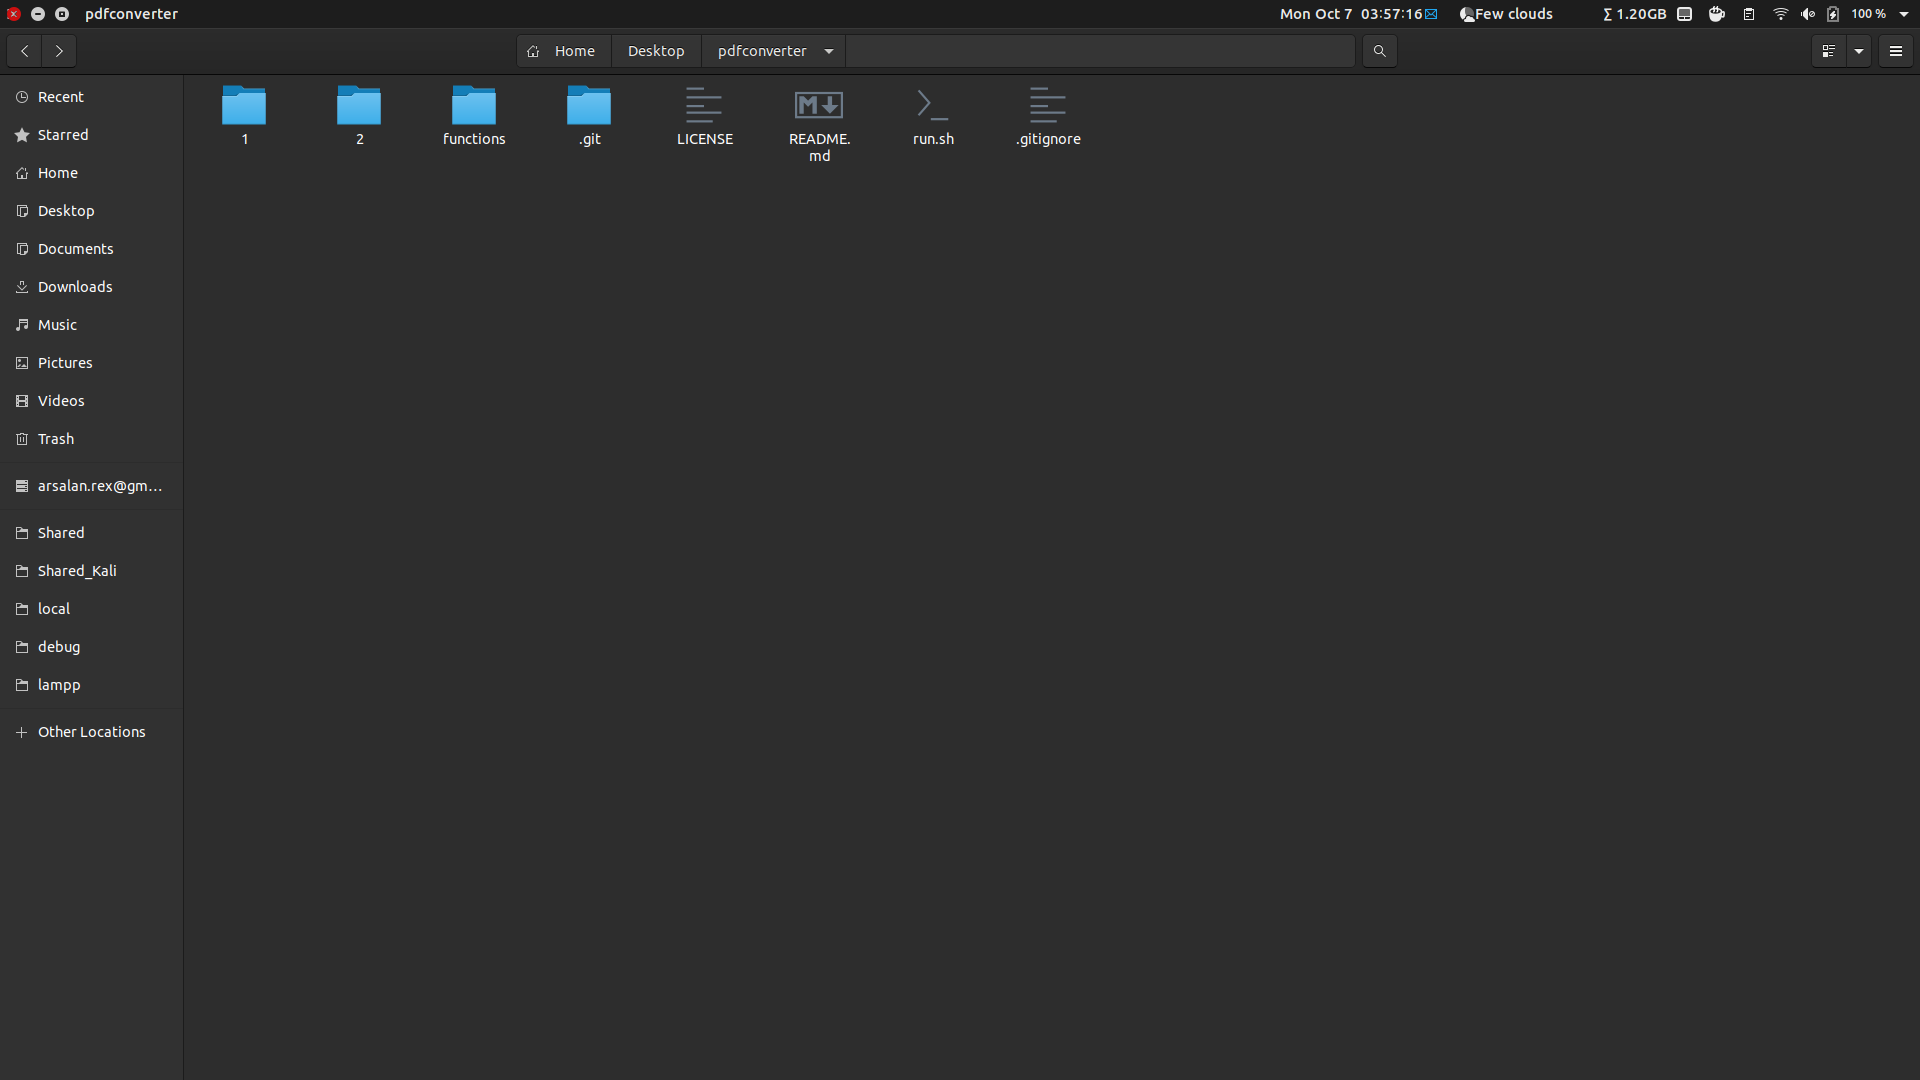 pdfconverter
Mon Oct 7 03:57:16
Few clouds
Σ 1.20GB
100 %
Home
Desktop
pdfconverter
Recent
Starred
Home
Desktop
Documents
Downloads
Music
Pictures
Videos
Trash
arsalan.rex@gm…
Shared
Shared_Kali
local
debug
lampp
Other Locations
1
2
functions
.git
LICENSE
README.
md
run.sh
.gitignore